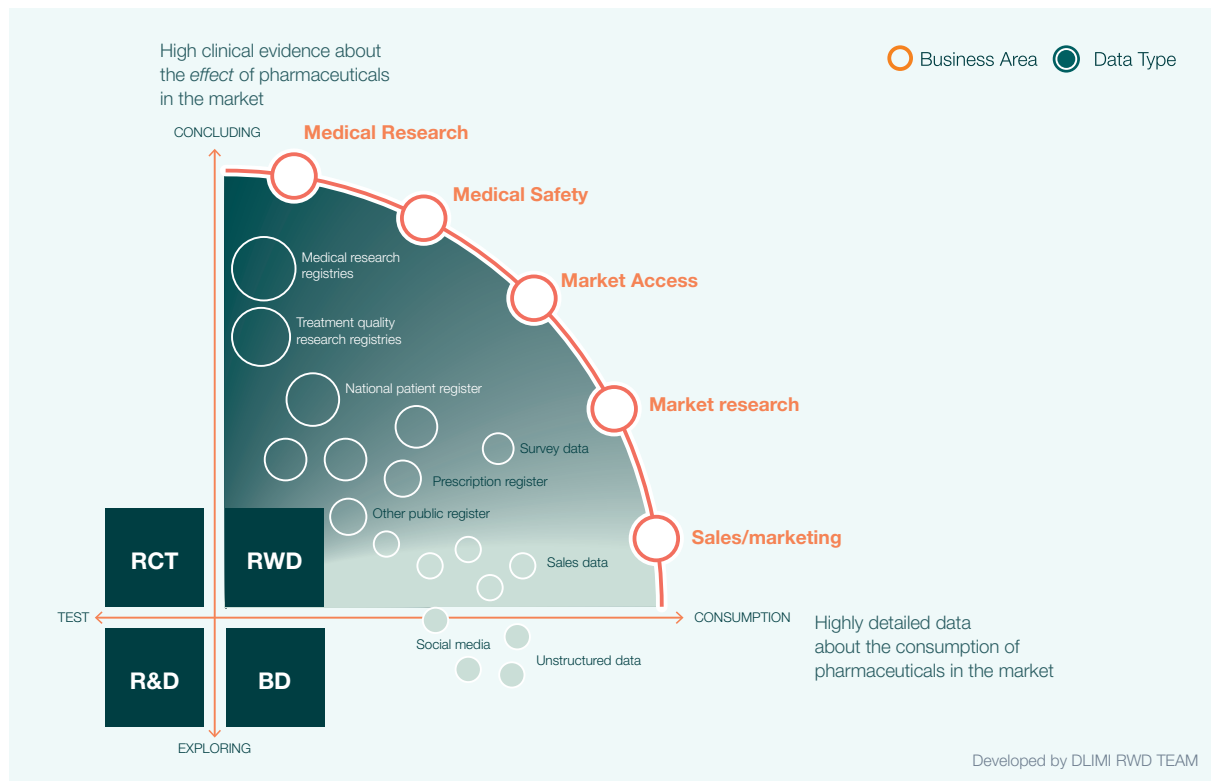 High clinical evidence about
the effect of pharmaceuticals
in the market
Business Area
Data Type
CONCLUDING
Medical Research
Medical Safety
Medical research
registries
Market Access
Treatment quality
research registries
National patient register
Market research
Survey data
Prescription register
Other public register
RCT
RWD
Sales/marketing
Sales data
TEST
CONSUMPTION
Highly detailed data
about the consumption of
pharmaceuticals in the market
Social media
Unstructured data
R&D
BD
EXPLORING
Developed by DLIMI RWD TEAM